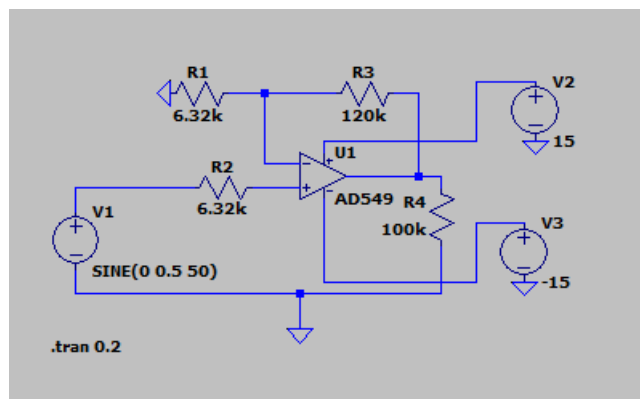 R1
R3
V2
6.32k
120k
U1
15
R2
AD549
R4
V3
V1
6.32k
100k
SINE(0 0.5 50)
-15
.tran 0.2